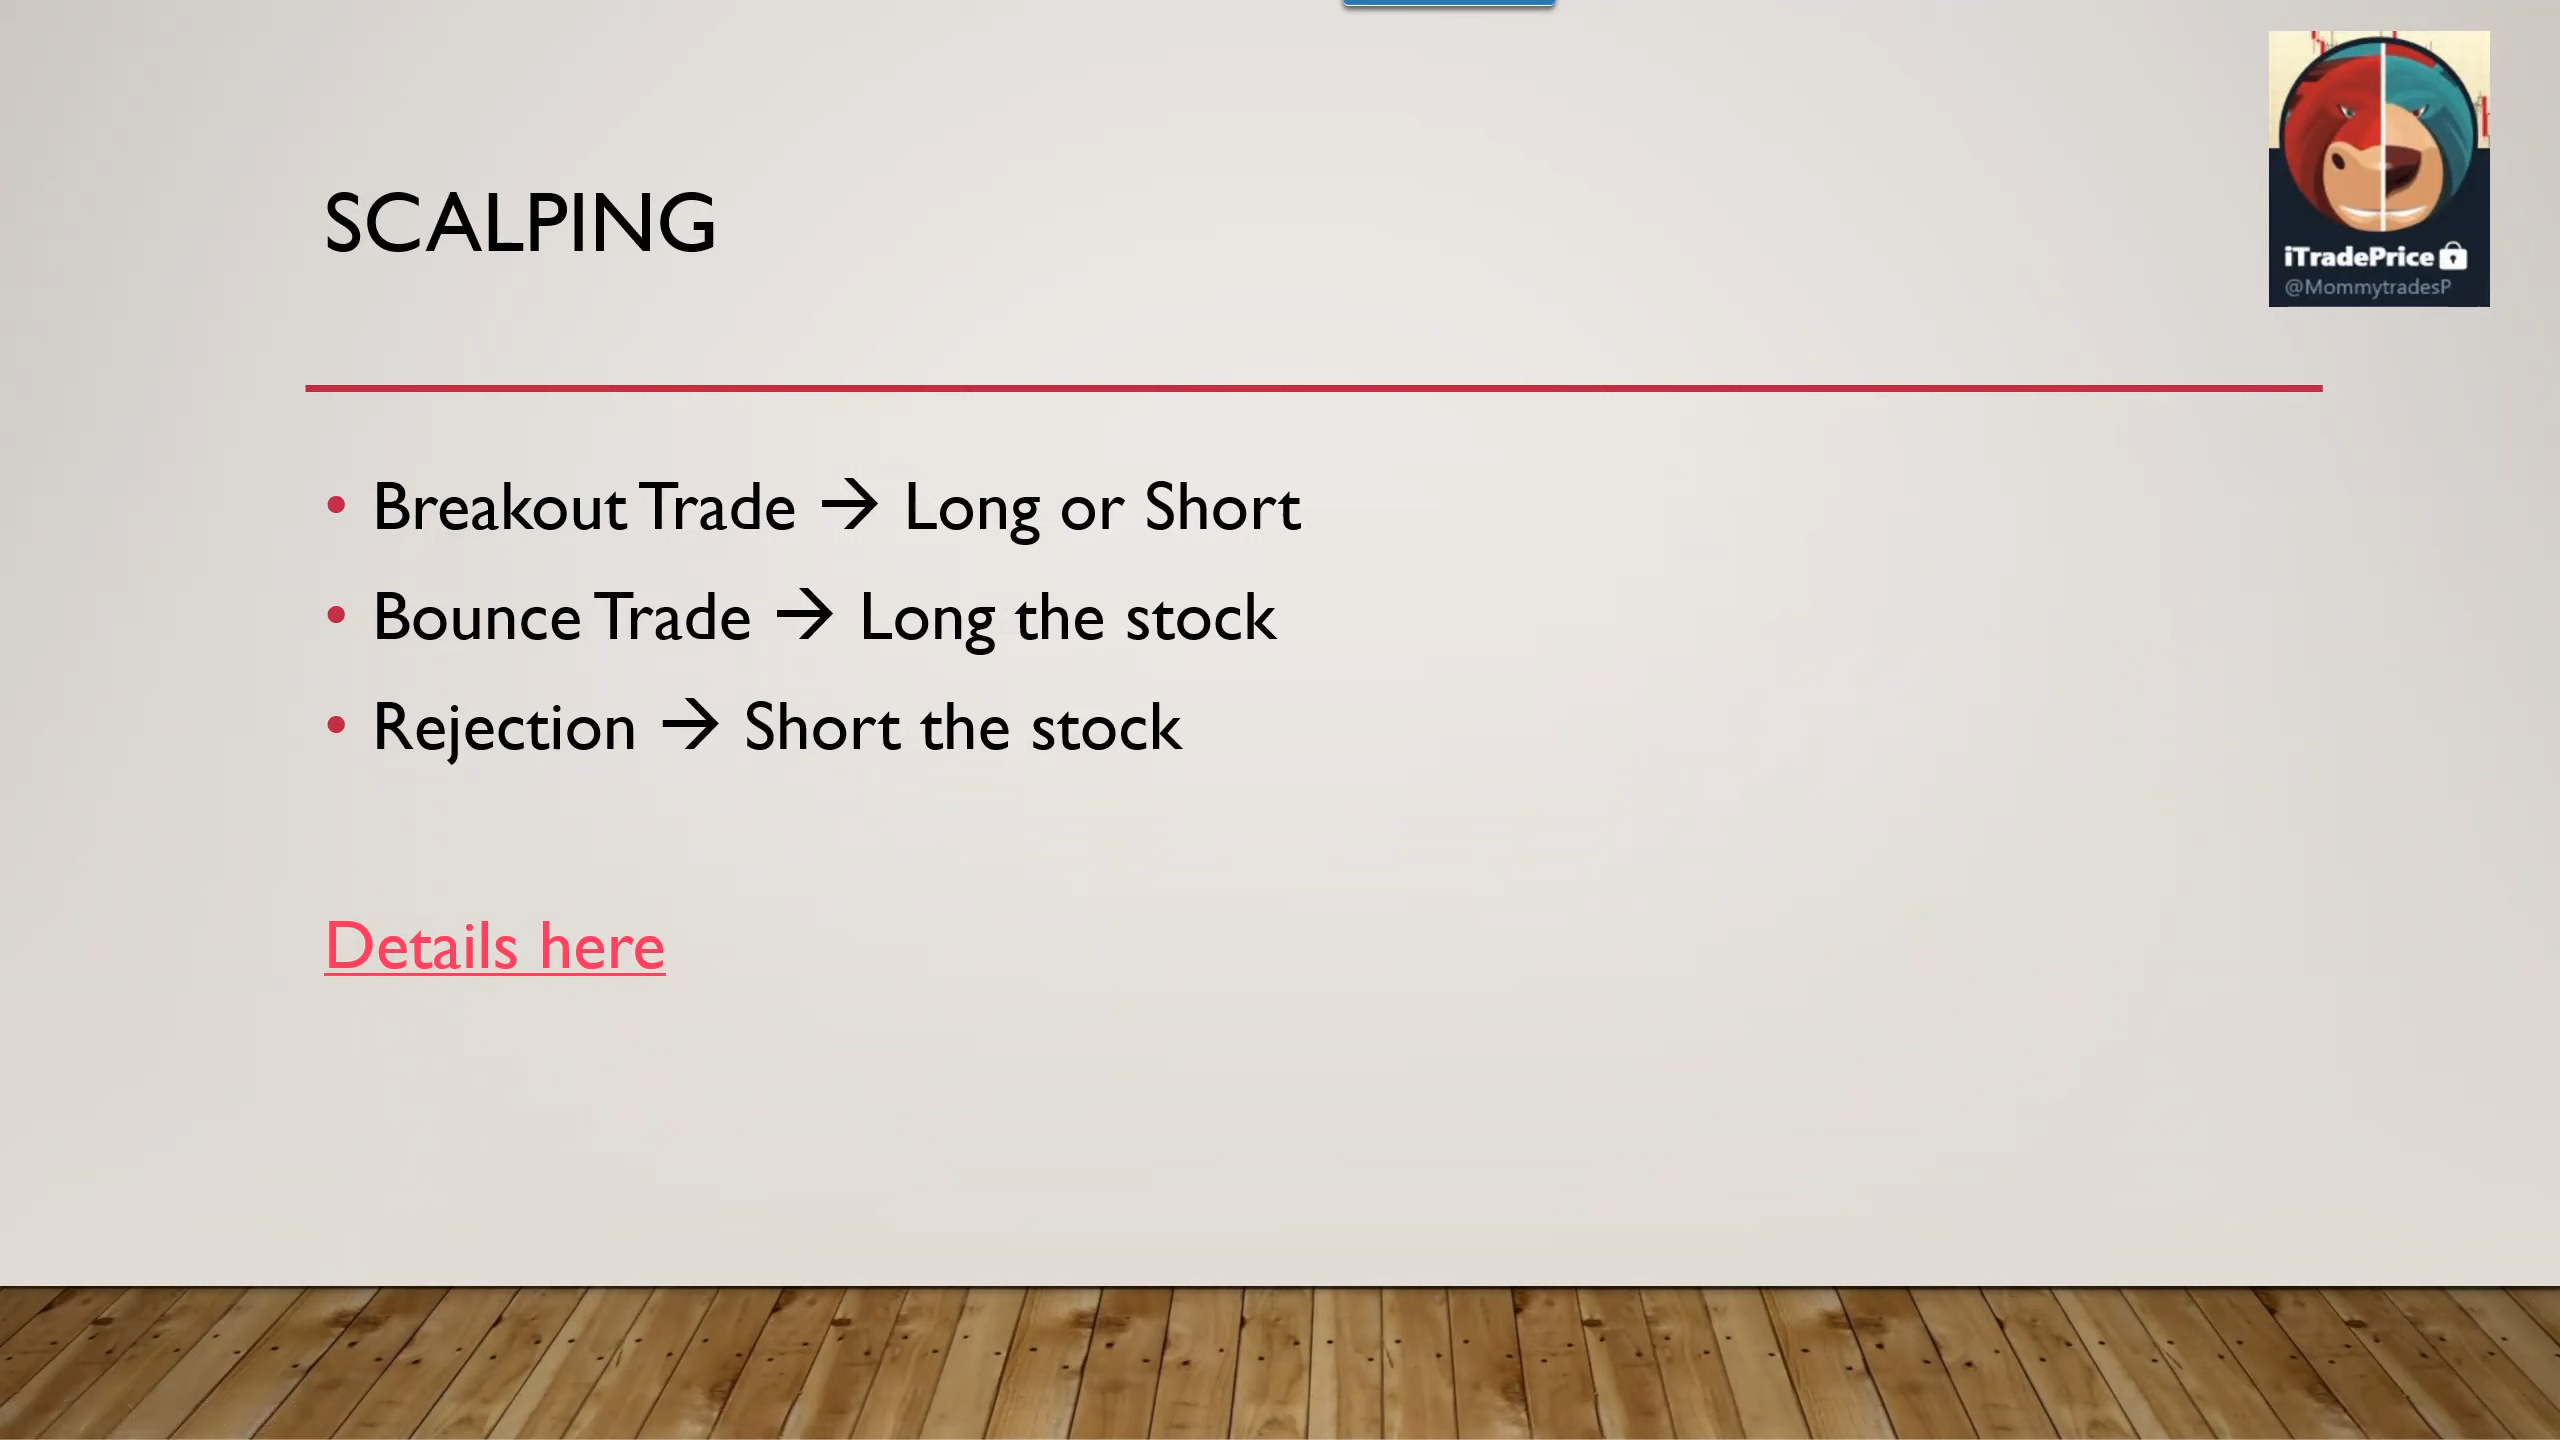 SCALPING
iTradePrice
@MommytradesP
• Breakout Trade → Long or Short
• Bounce Trade → Long the stock
• Rejection → Short the stock
Details here